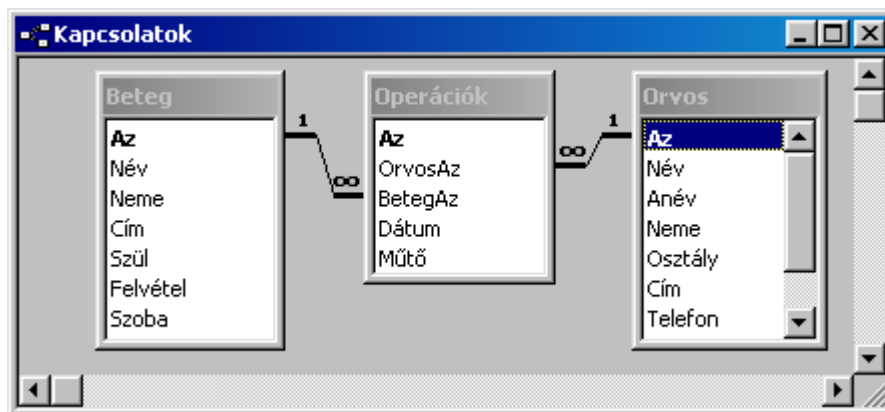 Kapcsolatok
Beteg
Az
Név
Neme
Cím
Szül
Felvétel
Szoba
1
∞
Operációk
Az
OrvosAz
BetegAz
Dátum
Műtő
∞
1
Orvos
Az
Név
Anév
Neme
Osztály
Cím
Telefon